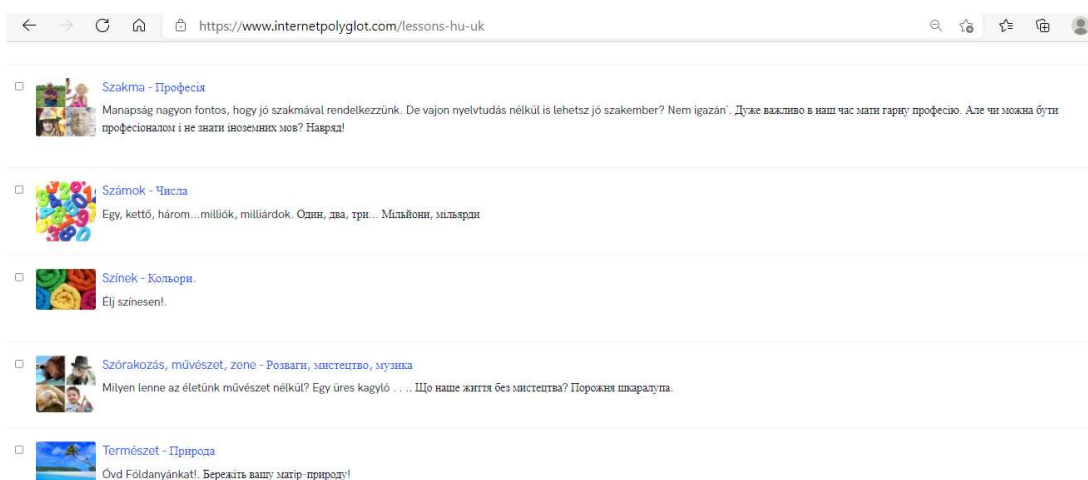 https://www.internetpolyglot.com/lessons-hu-uk
Szakma - Професія
Manapság nagyon fontos, hogy jó szakmával rendelkezzünk. De vajon nyelvtudás nélkül is lehetsz jó szakember? Nem igazán`. Дуже важливо в наш час мати гарну професію. Але чи можна бути
професіоналом і не знати іноземних мов? Навряд!
Számok - Числа
Egy, kettő, három...milliók, milliárdok. Один, два, три... Мільйони, мільярди
Színek - Кольори.
Élj színesen!.
Szórakozás, művészet, zene - Розваги, мистецтво, музика
Milyen lenne az életünk művészet nélkül? Egy üres kagyló . . .. Що наше життя без мистецтва? Порожня шкаралупа.
Természet - Природа
Óvd Földanyánkat!. Бережіть вашу матір-природу!